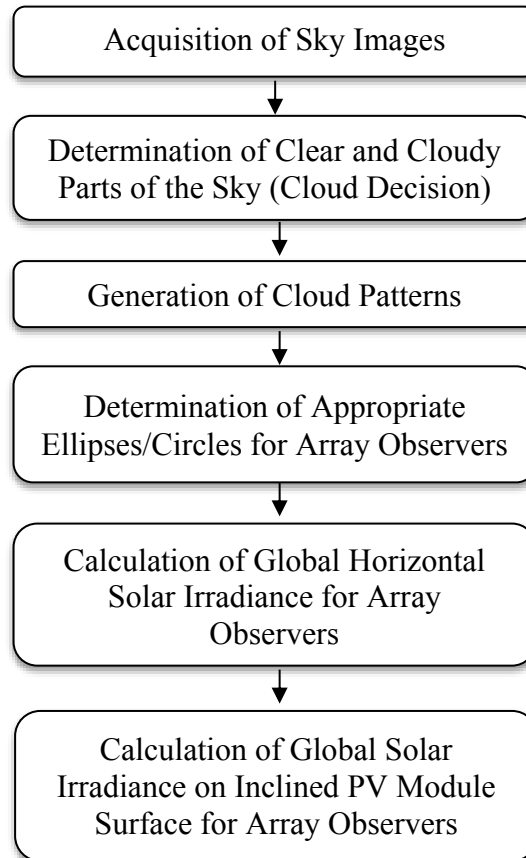 Acquisition of Sky Images
Determination of Clear and Cloudy
Parts of the Sky (Cloud Decision)
Generation of Cloud Patterns
Determination of Appropriate
Ellipses/Circles for Array Observers
Calculation of Global Horizontal
Solar Irradiance for Array
Observers
Calculation of Global Solar
Irradiance on Inclined PV Module
Surface for Array Observers